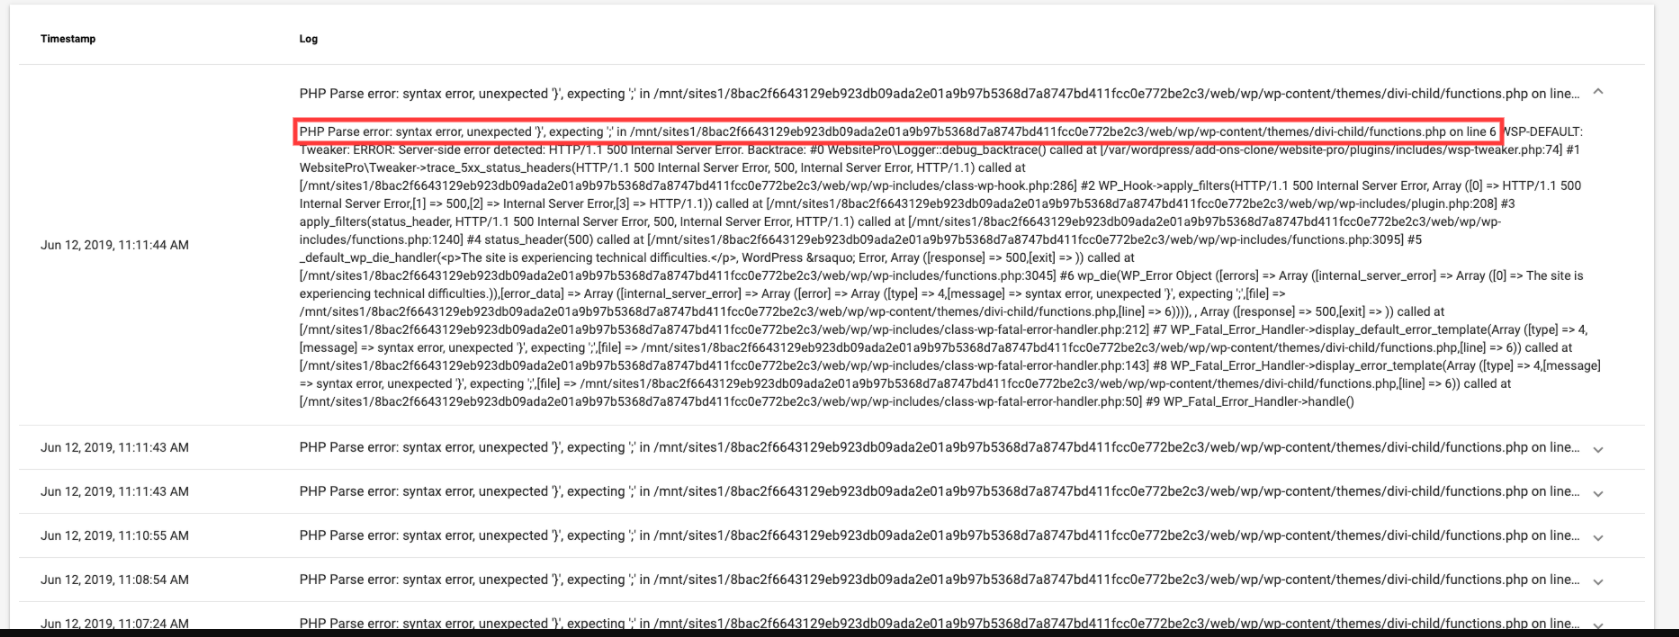 Timestamp Log
PHP Parse error: syntax error, unexpected '}', expecting ';' in /mnt/sites1/8bac2f6643129eb923db09ada2e01a9b97b5368d7a8747bd411fcc0e772be2c3/web/wp/wp-content/themes/divi-child/functions.php on line...
PHP Parse error: syntax error, unexpected '}', expecting ';' in /mnt/sites1/8bac2f6643129eb923db09ada2e01a9b97b5368d7a8747bd411fcc0e772be2c3/web/wp/wp-content/themes/divi-child/functions.php on line 6 WSP-DEFAULT:
Tweaker: ERROR: Server-side error detected: HTTP/1.1 500 Internal Server Error. Backtrace: #0 WebsitePro\Logger::debug_backtrace() called at [/var/wordpress/add-ons-clone/website-pro/plugins/includes/wsp-tweaker.php:74] #1
WebsitePro\Tweaker->trace_5xx_status_headers(HTTP/1.1 500 Internal Server Error, 500, Internal Server Error, HTTP/1.1) called at
[/mnt/sites1/8bac2f6643129eb923db09ada2e01a9b97b5368d7a8747bd411fcc0e772be2c3/web/wp/wp-includes/class-wp-hook.php:286] #2 WP_Hook->apply_filters(HTTP/1.1 500 Internal Server Error, Array ([0] => HTTP/1.1 500
Internal Server Error,[1] => 500,[2] => Internal Server Error,[3] => HTTP/1.1)) called at [/mnt/sites1/8bac2f6643129eb923db09ada2e01a9b97b5368d7a8747bd411fcc0e772be2c3/web/wp/wp-includes/plugin.php:208] #3
apply_filters(status_header, HTTP/1.1 500 Internal Server Error, 500, Internal Server Error, HTTP/1.1) called at [/mnt/sites1/8bac2f6643129eb923db09ada2e01a9b97b5368d7a8747bd411fcc0e772be2c3/web/wp/wp-
Jun 12, 2019, 11:11:44 AM includes/functions.php:1240] #4 status_header(500) called at [/mnt/sites1/8bac2f6643129eb923db09ada2e01a9b97b5368d7a8747bd411fcc0e772be2c3/web/wp/wp-includes/functions.php:3095] #5
_default_wp_die_handler(<p>The site is experiencing technical difficulties.</p>, WordPress &rsaquo; Error, Array ([response] => 500,[exit] => )) called at
[/mnt/sites1/8bac2f6643129eb923db09ada2e01a9b97b5368d7a8747bd411fcc0e772be2c3/web/wp/wp-includes/functions.php:3045] #6 wp_die(WP_Error Object ([errors] => Array ([internal_server_error] => Array ([0] => The site is
experiencing technical difficulties.)),[error_data] => Array ([internal_server_error] => Array ([error] => Array ([type] => 4,[message] => syntax error, unexpected '}', expecting ';',[file] =>
/mnt/sites1/8bac2f6643129eb923db09ada2e01a9b97b5368d7a8747bd411fcc0e772be2c3/web/wp/wp-content/themes/divi-child/functions.php,[line] => 6)))), , Array ([response] => 500,[exit] => )) called at
[/mnt/sites1/8bac2f6643129eb923db09ada2e01a9b97b5368d7a8747bd411fcc0e772be2c3/web/wp/wp-includes/class-wp-fatal-error-handler.php:212] #7 WP_Fatal_Error_Handler->display_default_error_template(Array ([type] => 4,
[message] => syntax error, unexpected '}', expecting ';',[file] => /mnt/sites1/8bac2f6643129eb923db09ada2e01a9b97b5368d7a8747bd411fcc0e772be2c3/web/wp/wp-content/themes/divi-child/functions.php,[line] => 6)) called at
[/mnt/sites1/8bac2f6643129eb923db09ada2e01a9b97b5368d7a8747bd411fcc0e772be2c3/web/wp/wp-includes/class-wp-fatal-error-handler.php:143] #8 WP_Fatal_Error_Handler->display_error_template(Array ([type] => 4,[message]
=> syntax error, unexpected '}', expecting ';',[file] => /mnt/sites1/8bac2f6643129eb923db09ada2e01a9b97b5368d7a8747bd411fcc0e772be2c3/web/wp/wp-content/themes/divi-child/functions.php,[line] => 6)) called at
[/mnt/sites1/8bac2f6643129eb923db09ada2e01a9b97b5368d7a8747bd411fcc0e772be2c3/web/wp/wp-includes/class-wp-fatal-error-handler.php:50] #9 WP_Fatal_Error_Handler->handle()
Jun 12, 2019, 11:11:43 AM PHP Parse error: syntax error, unexpected '}', expecting ';' in /mnt/sites1/8bac2f6643129eb923db09ada2e01a9b97b5368d7a8747bd411fcc0e772be2c3/web/wp/wp-content/themes/divi-child/functions.php on line...
Jun 12, 2019, 11:11:43 AM PHP Parse error: syntax error, unexpected '}', expecting ';' in /mnt/sites1/8bac2f6643129eb923db09ada2e01a9b97b5368d7a8747bd411fcc0e772be2c3/web/wp/wp-content/themes/divi-child/functions.php on line...
Jun 12, 2019, 11:10:55 AM PHP Parse error: syntax error, unexpected '}', expecting ';' in /mnt/sites1/8bac2f6643129eb923db09ada2e01a9b97b5368d7a8747bd411fcc0e772be2c3/web/wp/wp-content/themes/divi-child/functions.php on line...
Jun 12, 2019, 11:08:54 AM PHP Parse error: syntax error, unexpected '}', expecting ';' in /mnt/sites1/8bac2f6643129eb923db09ada2e01a9b97b5368d7a8747bd411fcc0e772be2c3/web/wp/wp-content/themes/divi-child/functions.php on line...
Jun 12, 2019, 11:07:24 AM PHP Parse error: syntax error, unexpected '}', expecting ';' in /mnt/sites1/8bac2f6643129eb923db09ada2e01a9b97b5368d7a8747bd411fcc0e772be2c3/web/wp/wp-content/themes/divi-child/functions.php on line...